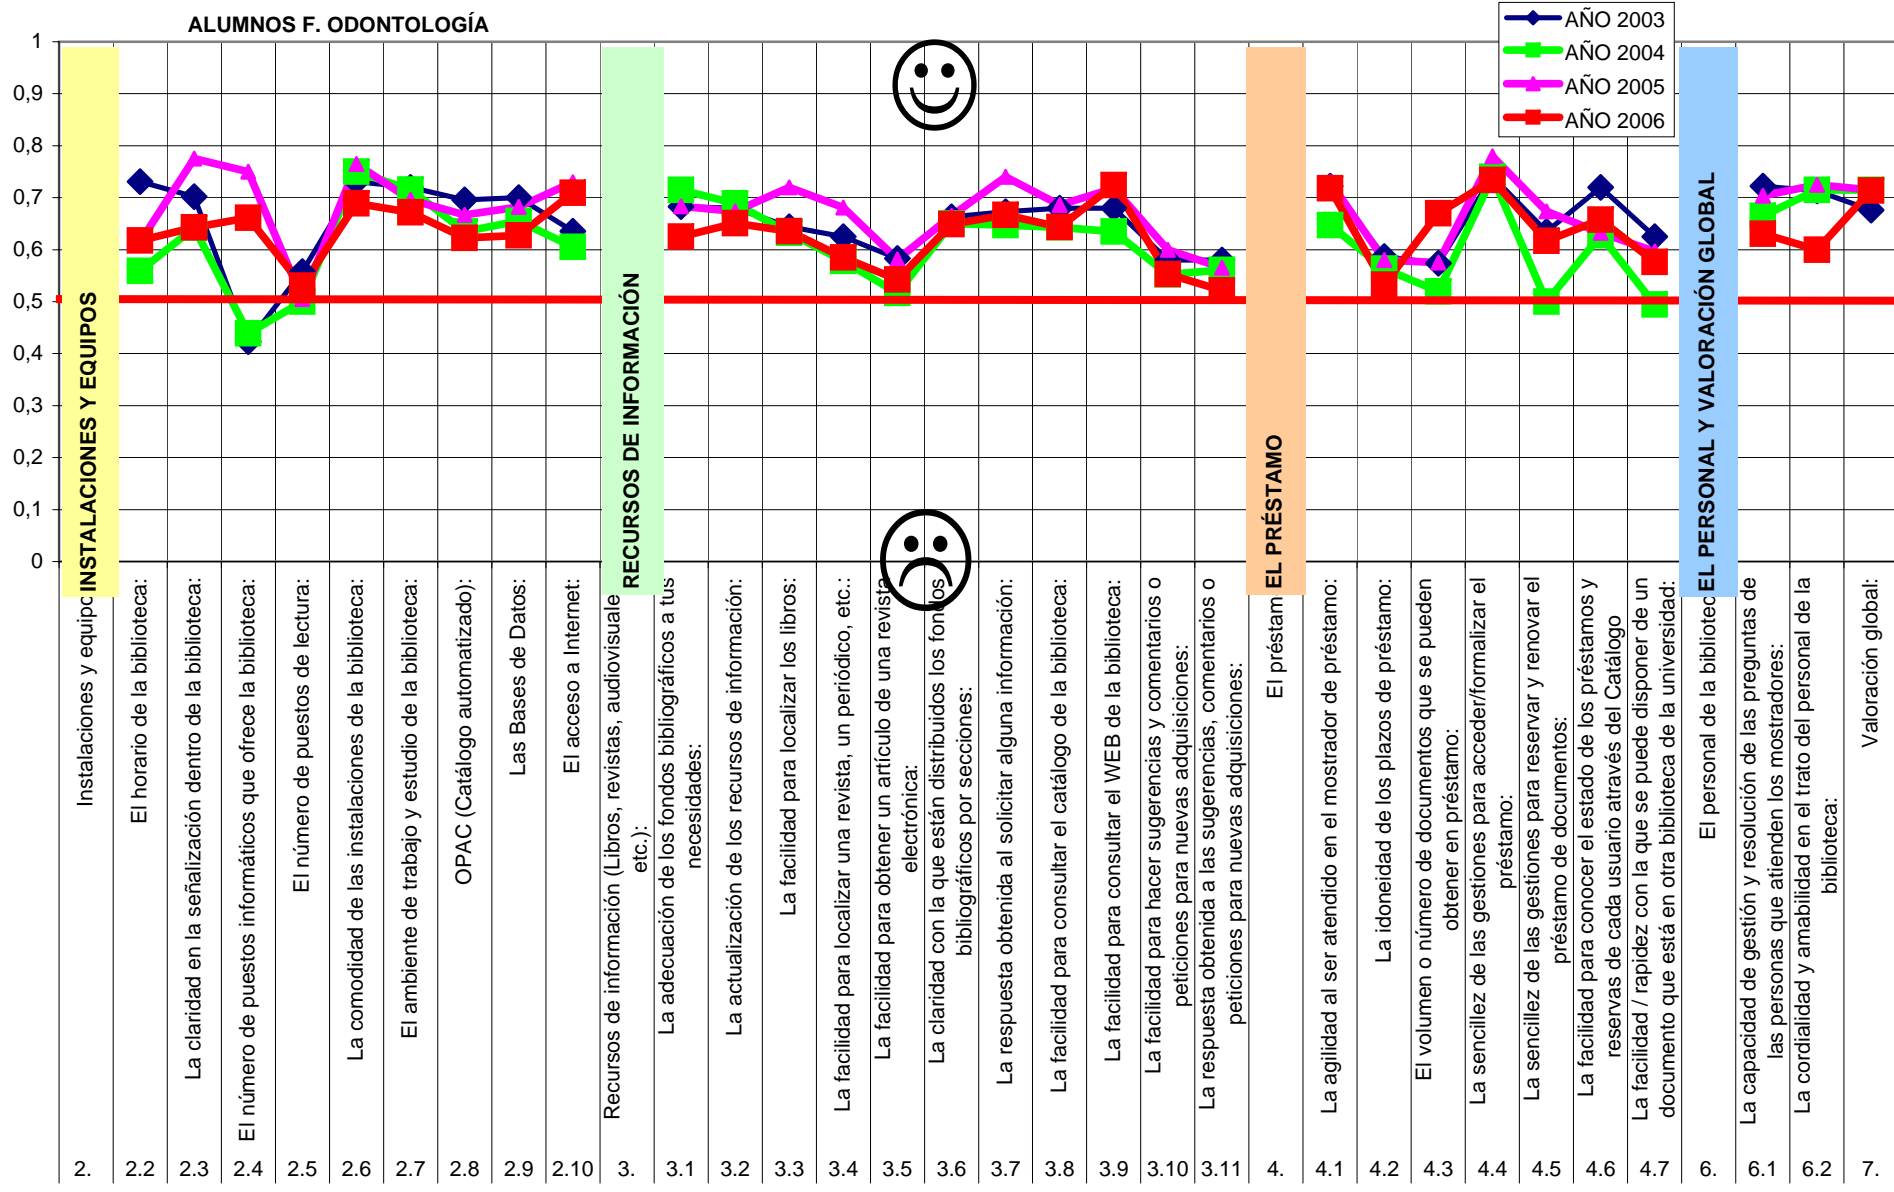 ALUMNOS F. ODONTOLOGÍA
AÑO 2003
AÑO 2004
AÑO 2005
AÑO 2006
1
0,9
0,8
0,7
0,6
0,5
0,4
0,3
0,2
0,1
0
INSTALACIONES Y EQUIPOS
RECURSOS DE INFORMACIÓN
EL PRÉSTAMO
EL PERSONAL Y VALORACIÓN GLOBAL
Instalaciones y equipo
El horario de la biblioteca:
La claridad en la señalización dentro de la biblioteca:
El número de puestos informáticos que ofrece la biblioteca:
El número de puestos de lectura:
La comodidad de las instalaciones de la biblioteca:
El ambiente de trabajo y estudio de la biblioteca:
OPAC (Catálogo automatizado):
Las Bases de Datos:
El acceso a Internet:
Recursos de información (Libros, revistas, audiovisuale
etc.):
La adecuación de los fondos bibliográficos a tus
necesidades:
La actualización de los recursos de información:
La facilidad para localizar los libros:
La facilidad para localizar una revista, un periódico, etc.:
La facilidad para obtener un artículo de una revista
electrónica:
La claridad con la que están distribuidos los fondos
bibliográficos por secciones:
La respuesta obtenida al solicitar alguna información:
La facilidad para consultar el catálogo de la biblioteca:
La facilidad para consultar el WEB de la biblioteca:
La facilidad para hacer sugerencias y comentarios o
peticiones para nuevas adquisiciones:
La respuesta obtenida a las sugerencias, comentarios o
peticiones para nuevas adquisiciones:
El préstam
La agilidad al ser atendido en el mostrador de préstamo:
La idoneidad de los plazos de préstamo:
El volumen o número de documentos que se pueden
obtener en préstamo:
La sencillez de las gestiones para acceder/formalizar el
préstamo:
La sencillez de las gestiones para reservar y renovar el
préstamo de documentos:
La facilidad para conocer el estado de los préstamos y
reservas de cada usuario através del Catálogo
La facilidad / rapidez con la que se puede disponer de un
documento que está en otra biblioteca de la universidad:
El personal de la bibliotec
La capacidad de gestión y resolución de las preguntas de
las personas que atienden los mostradores:
La cordialidad y amabilidad en el trato del personal de la
biblioteca:
Valoración global:
2.
2.2
2.3
2.4
2.5
2.6
2.7
2.8
2.9
2.10
3.
3.1
3.2
3.3
3.4
3.5
3.6
3.7
3.8
3.9
3.10
3.11
4.
4.1
4.2
4.3
4.4
4.5
4.6
4.7
6.
6.1
6.2
7.